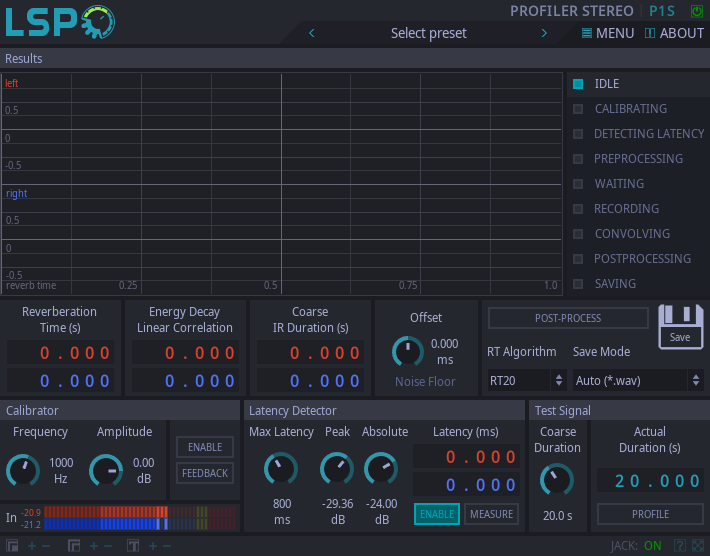 LSP
PROFILER STEREO P1S
Select preset
MENU ABOUT
Results
left
0.5
0
-0.5
right
0.5
0
-0.5
reverb time 0.25 0.5 0.75 1.0
IDLE
CALIBRATING
DETECTING LATENCY
PREPROCESSING
WAITING
RECORDING
CONVOLVING
POSTPROCESSING
SAVING
Reverberation
Time (s)
0.000
0.000
Energy Decay
Linear Correlation
0.000
0.000
Coarse
IR Duration (s)
0.000
0.000
Offset
0.000
ms
Noise Floor
POST-PROCESS
Save
RT Algorithm Save Mode
RT20 Auto (*.wav)
Calibrator
Frequency Amplitude
1000
Hz
0.00
dB
ENABLE
FEEDBACK
In -20.9
-21.2
Latency Detector
Max Latency Peak Absolute
800
ms
-29.36
dB
-24.00
dB
Latency (ms)
0.000
0.000
ENABLE MEASURE
Test Signal
Coarse
Duration
20.0 s
Actual
Duration (s)
20.000
PROFILE
JACK: ON